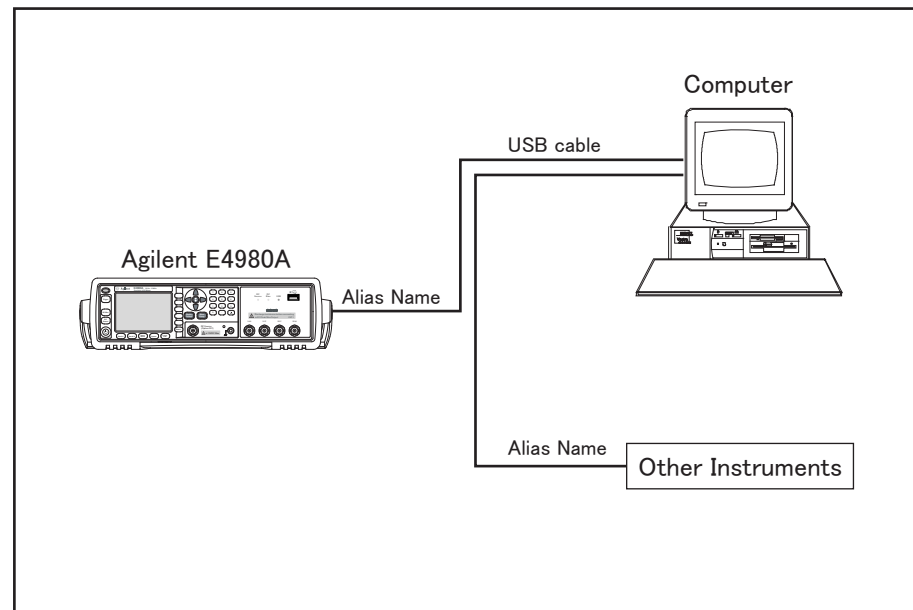 Computer
USB cable
Agilent E4980A
Alias Name
Alias Name
Other Instruments